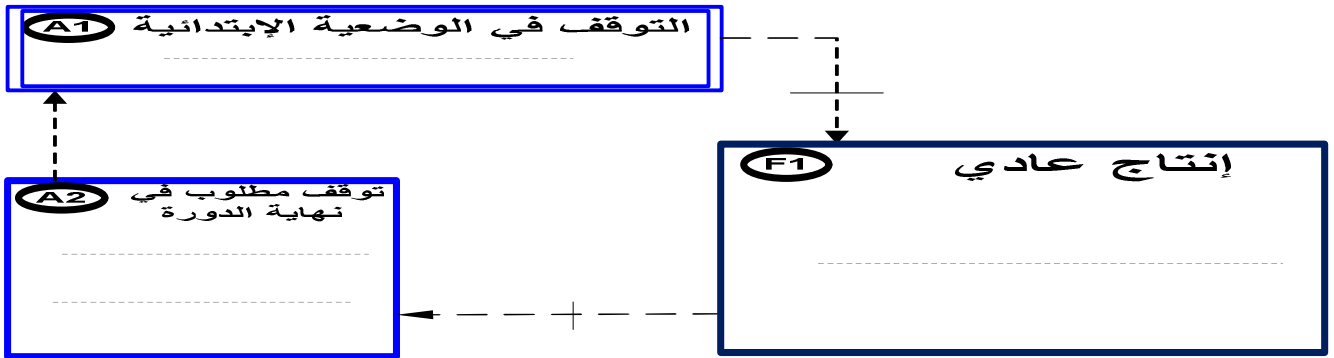 التوقف في الوضعية الإبتدائية A1
إنتاج عادي F1
توقف مطلوب في A2
نهاية الدورة